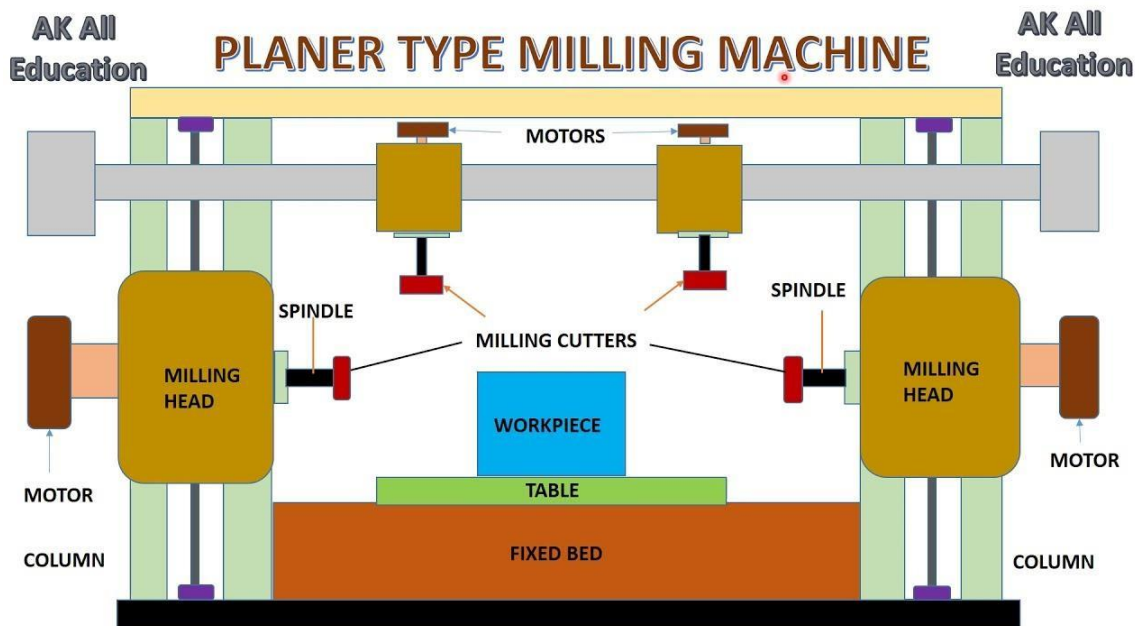 AK All
Education
PLANER TYPE MILLING MACHINE
AK All
Education
MOTORS
SPINDLE
SPINDLE
MILLING CUTTERS
MILLING
HEAD
MILLING
HEAD
WORKPIECE
MOTOR
MOTOR
TABLE
COLUMN
FIXED BED
COLUMN